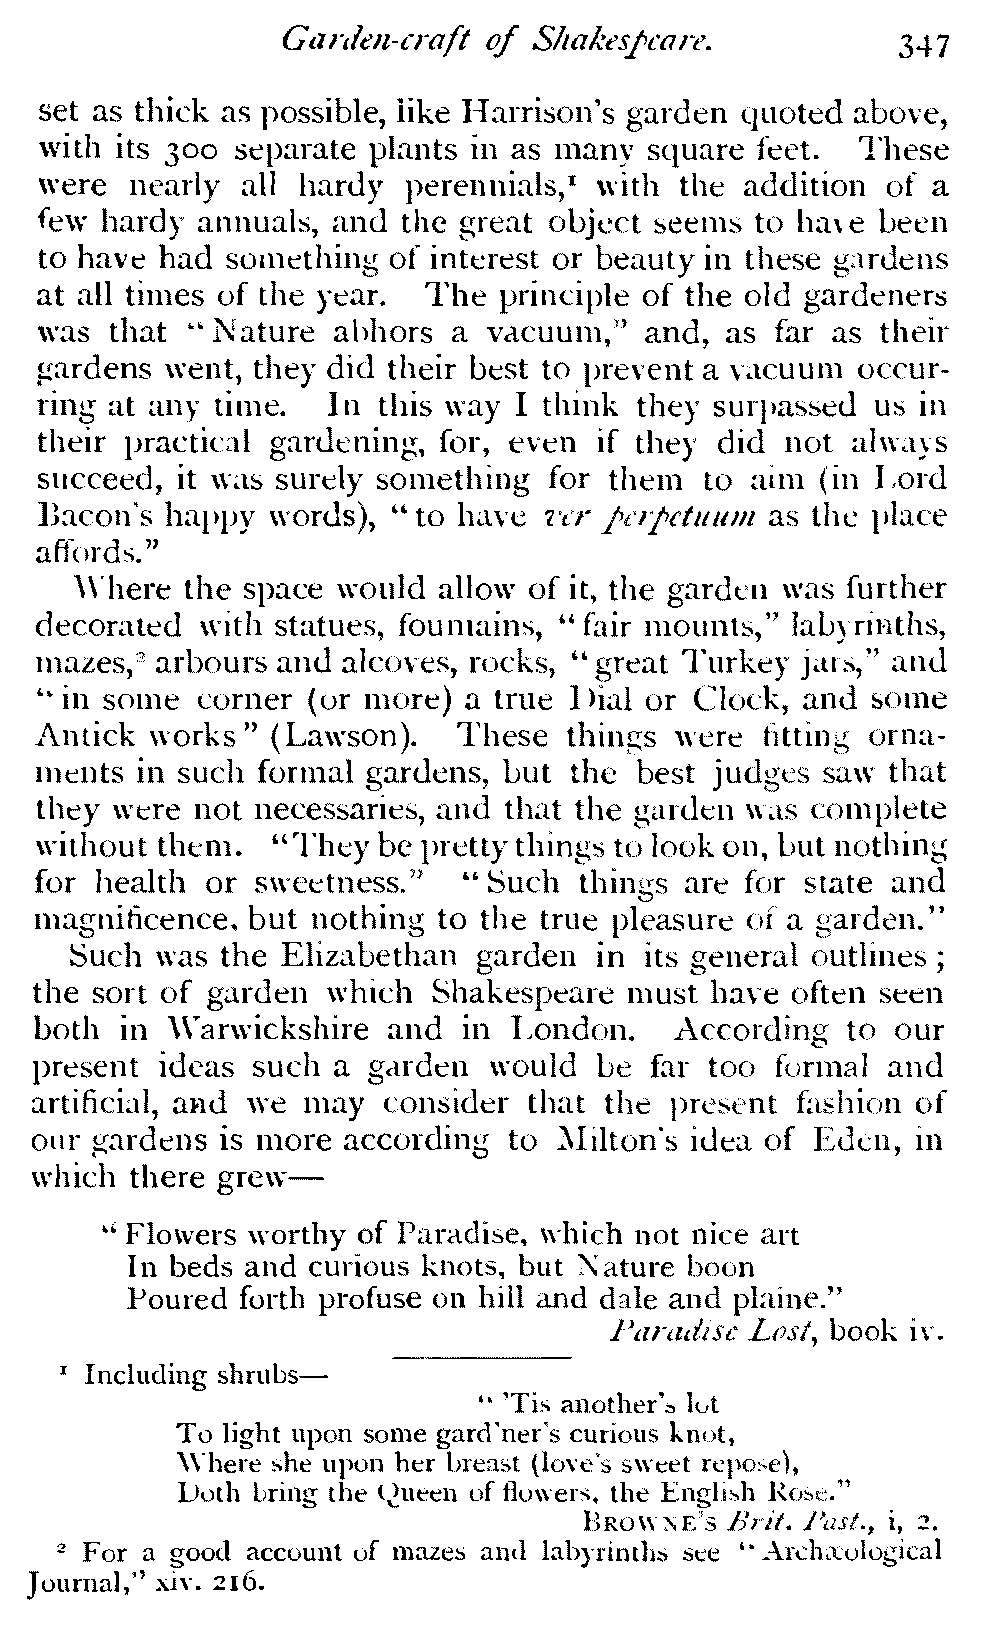 Garden-craft of Shakespeare. 347
set as thick as possible, like Harrison's garden quoted above,
with its 300 separate plants in as many square feet. These
were nearly all hardy perennials,¹ with the addition of a
few hardy annuals, and the great object seems to have been
to have had something of interest or beauty in these gardens
at all times of the year. The principle of the old gardeners
was that "Nature abhors a vacuum," and, as far as their
gardens went, they did their best to prevent a vacuum occur-
ring at any time. In this way I think they surpassed us in
their practical gardening, for, even if they did not always
succeed, it was surely something for them to aim (in Lord
Bacon's happy words), "to have ver perpetuum as the place
affords."
Where the space would allow of it, the garden was further
decorated with statues, fountains, "fair mounts," labyrinths,
mazes,² arbours and alcoves, rocks, "great Turkey jars," and
"in some corner (or more) a true Dial or Clock, and some
Antick works" (Lawson). These things were fitting orna-
ments in such formal gardens, but the best judges saw that
they were not necessaries, and that the garden was complete
without them. "They be pretty things to look on, but nothing
for health or sweetness." "Such things are for state and
magnificence, but nothing to the true pleasure of a garden."
Such was the Elizabethan garden in its general outlines;
the sort of garden which Shakespeare must have often seen
both in Warwickshire and in London. According to our
present ideas such a garden would be far too formal and
artificial, and we may consider that the present fashion of
our gardens is more according to Milton's idea of Eden, in
which there grew—
"Flowers worthy of Paradise, which not nice art
In beds and curious knots, but Nature boon
Poured forth profuse on hill and dale and plaine."
Paradise Lost, book iv.
¹ Including shrubs—
"'Tis another's lot
To light upon some gard'ner's curious knot,
Where she upon her breast (love's sweet repose),
Doth bring the Queen of flowers, the English Rose."
BROWNE'S Brit. Past., i, 2.
² For a good account of mazes and labyrinths see "Archæological
Journal," xiv. 216.